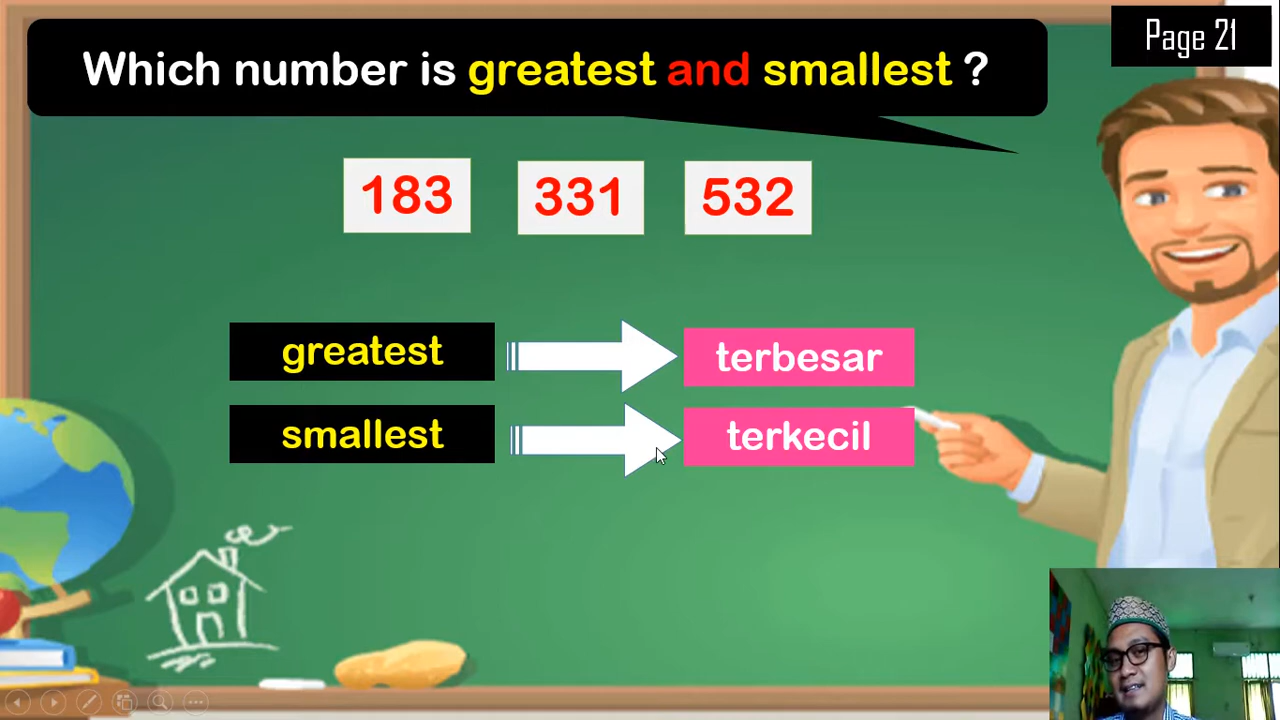 Page 21
Which number is greatest and smallest ?
183 331 532
greatest terbesar
smallest terkecil